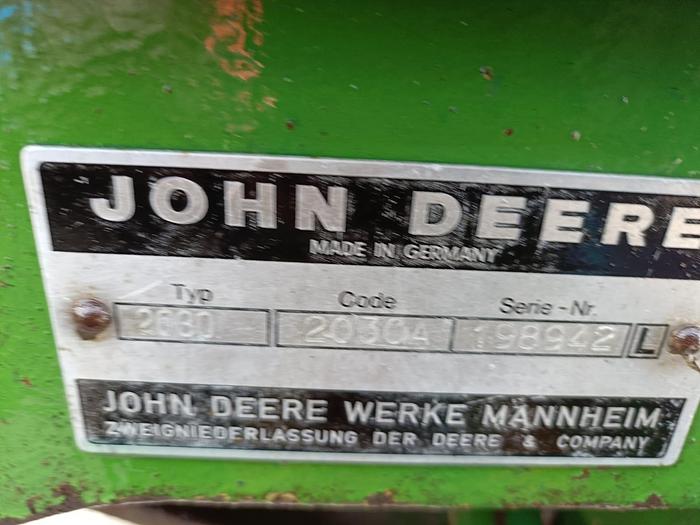 JOHN DEERE
MADE IN GERMANY
Typ Code Serie-Nr.
20304 198942 L
JOHN DEERE WERKE MANNHEIM
ZWEIGNIEDERLASSUNG DER DEERE & COMPANY